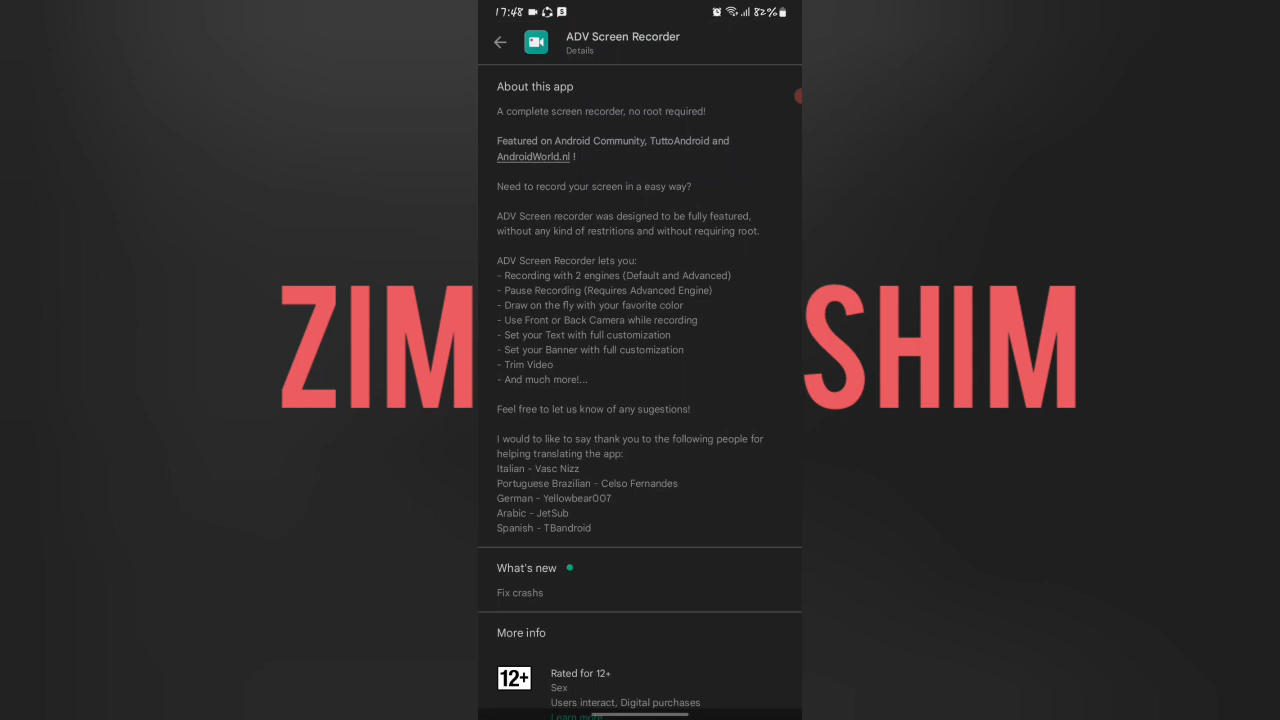 17:48 S 82%
ADV Screen Recorder
Details
About this app
A complete screen recorder, no root required!
Featured on Android Community, TuttoAndroid and
AndroidWorld.nl !
Need to record your screen in a easy way?
ADV Screen recorder was designed to be fully featured,
without any kind of restritions and without requiring root.
ADV Screen Recorder lets you:
- Recording with 2 engines (Default and Advanced)
- Pause Recording (Requires Advanced Engine)
- Draw on the fly with your favorite color
- Use Front or Back Camera while recording
- Set your Text with full customization
- Set your Banner with full customization
- Trim Video
- And much more!...
ZIM SHIM
Feel free to let us know of any sugestions!
I would to like to say thank you to the following people for
helping translating the app:
Italian - Vasc Nizz
Portuguese Brazilian - Celso Fernandes
German - Yellowbear007
Arabic - JetSub
Spanish - TBandroid
What's new
Fix crashs
More info
12+
Rated for 12+
Sex
Users interact, Digital purchases
Learn more